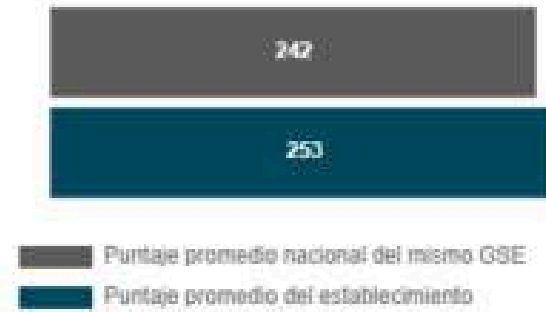 242
253
Puntaje promedio nacional del mismo GSE
Puntaje promedio del establecimiento